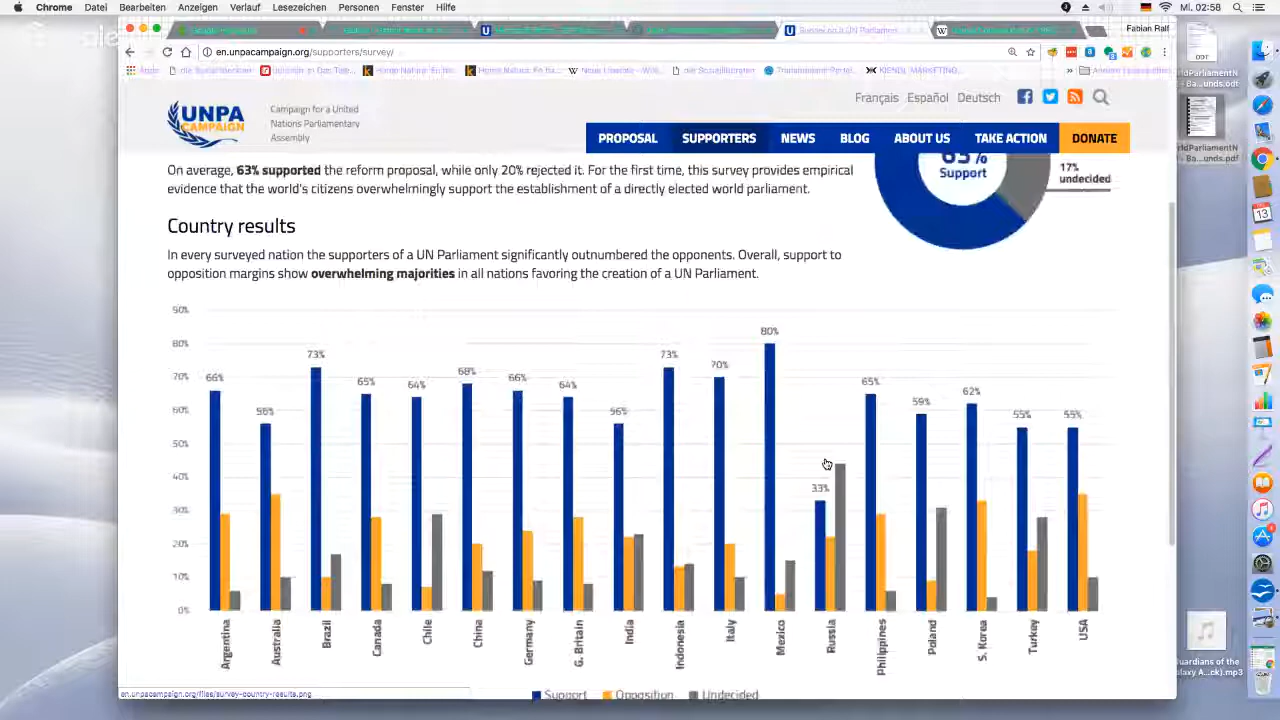 Chrome Datei Bearbeiten Ansicht Verlauf Lesezeichen Personen Fenster Hilfe Mi. 02:58
Fabian Ralf
en.unpacampaign.org/supporters/survey/
UNPA
CAMPAIGN
Campaign for a United
Nations Parliamentary
Assembly
Français Español Deutsch
PROPOSAL SUPPORTERS NEWS BLOG ABOUT US TAKE ACTION DONATE
On average, 63% supported the reform proposal, while only 20% rejected it. For the first time, this survey provides empirical
evidence that the world's citizens overwhelmingly support the establishment of a directly elected world parliament.
63%
Support
17%
undecided
Country results
In every surveyed nation the supporters of a UN Parliament significantly outnumbered the opponents. Overall, support to
opposition margins show overwhelming majorities in all nations favoring the creation of a UN Parliament.
90%
80%
70%
60%
50%
40%
30%
20%
10%
0%
66% 56% 73% 65% 64% 68% 66% 64% 56% 73% 70% 80% 33% 65% 59% 62% 55% 55%
Argentina Australia Brazil Canada Chile China Germany G. Britain India Indonesia Italy Mexico Russia Philippines Poland S. Korea Turkey USA
Support Opposition Undecided
en.unpacampaign.org/files/survey-country-results.png